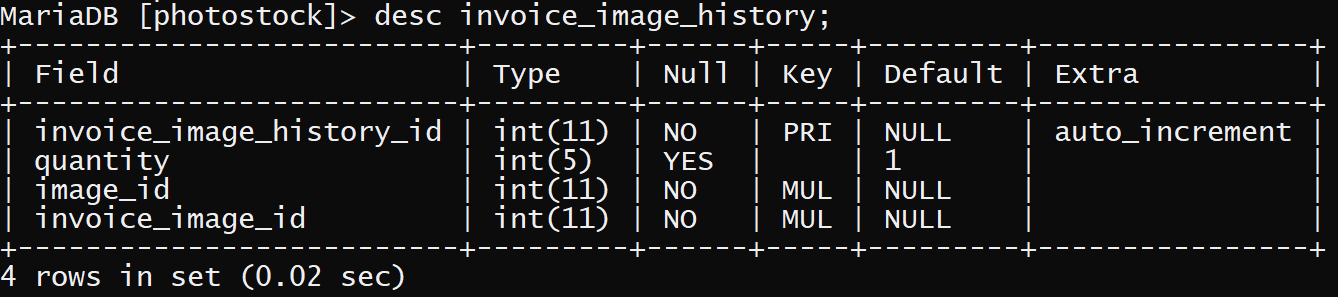 MariaDB [photostock]> desc invoice_image_history;
+--------------------------+---------+------+-----+---------+----------------+
| Field                    | Type    | Null | Key | Default | Extra          |
+--------------------------+---------+------+-----+---------+----------------+
| invoice_image_history_id | int(11) | NO   | PRI | NULL    | auto_increment |
| quantity                 | int(5)  | YES  |     | 1       |                |
| image_id                 | int(11) | NO   | MUL | NULL    |                |
| invoice_image_id         | int(11) | NO   | MUL | NULL    |                |
+--------------------------+---------+------+-----+---------+----------------+
4 rows in set (0.02 sec)